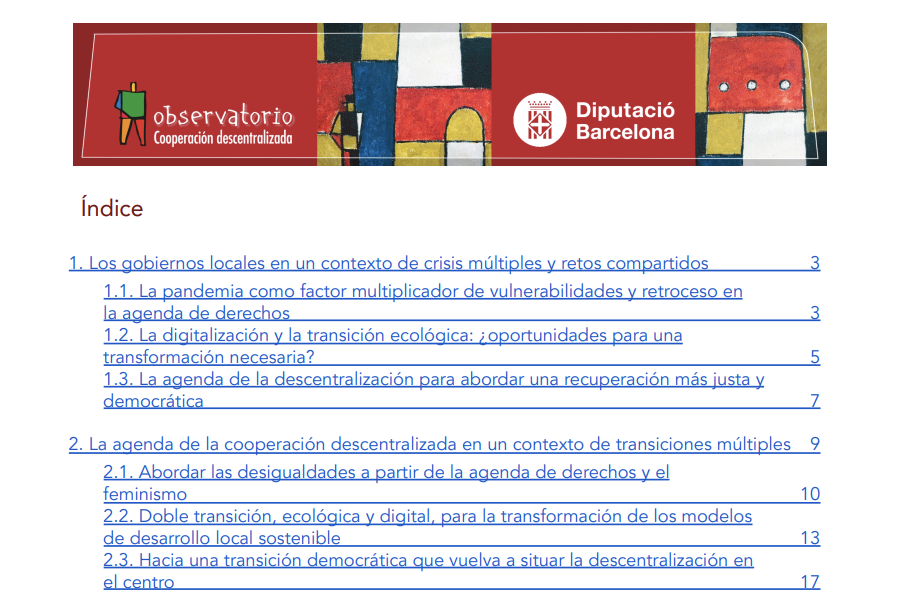 observatorio
Cooperación descentralizada
Diputació
Barcelona
Índice
1. Los gobiernos locales en un contexto de crisis múltiples y retos compartidos 3
1.1. La pandemia como factor multiplicador de vulnerabilidades y retroceso en
la agenda de derechos 3
1.2. La digitalización y la transición ecológica: ¿oportunidades para una
transformación necesaria? 5
1.3. La agenda de la descentralización para abordar una recuperación más justa y
democrática 7
2. La agenda de la cooperación descentralizada en un contexto de transiciones múltiples 9
2.1. Abordar las desigualdades a partir de la agenda de derechos y el
feminismo 10
2.2. Doble transición, ecológica y digital, para la transformación de los modelos
de desarrollo local sostenible 13
2.3. Hacia una transición democrática que vuelva a situar la descentralización en
el centro 17